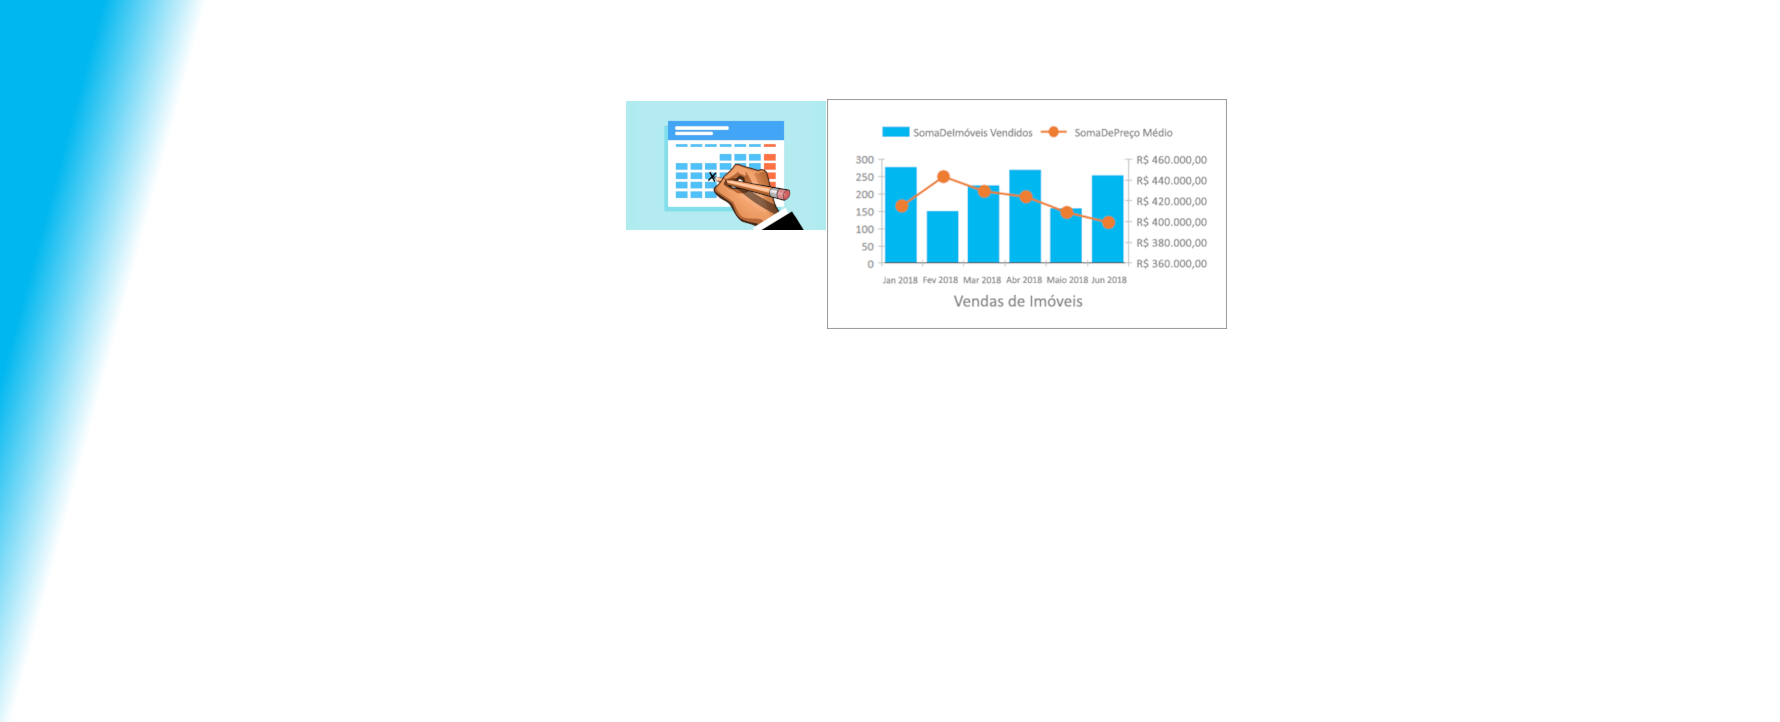 SomaDeImóveis Vendidos SomaDePreço Médio
300 R$ 460.000,00
250 R$ 440.000,00
200 R$ 420.000,00
150 R$ 400.000,00
100 R$ 380.000,00
50 R$ 360.000,00
0
Jan 2018 Fev 2018 Mar 2018 Abr 2018 Maio 2018 Jun 2018
Vendas de Imóveis
x